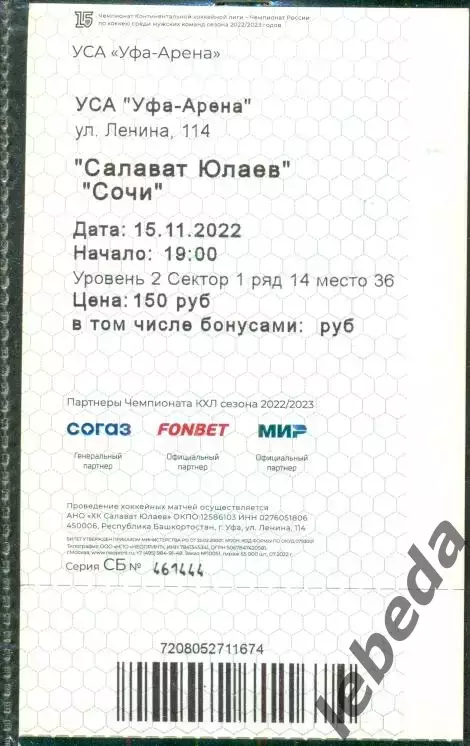 15 Чемпионат Континентальной хоккейной лиги – Чемпионат России
по хоккею среди мужских команд сезона 2022/2023 годов
УСА «Уфа-Арена»
УСА "Уфа-Арена"
ул. Ленина, 114
"Салават Юлаев"
"Сочи"
Дата: 15.11.2022
Начало: 19:00
Уровень 2 Сектор 1 ряд 14 место 36
Цена: 150 руб
в том числе бонусами: руб
Партнеры Чемпионата КХЛ сезона 2022/2023
СОГАЗ FONBET МИР
Генеральный партнер
Официальный партнер
Официальный партнер
Проведение хоккейных матчей осуществляется
АНО «ХК Салават Юлаев» ОКПО 12586103 ИНН 0276051806
450006, Республика Башкортостан, г. Уфа, ул. Ленина, 114
Серия СБ № 461444
7208052711674
lebeda